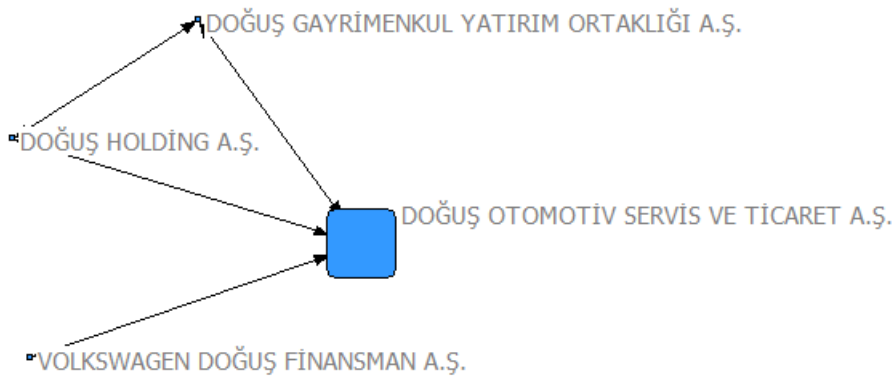 DOĞUŞ GAYRİMENKUL YATIRIM ORTAKLIĞI A.Ş.
DOĞUŞ HOLDİNG A.Ş.
DOĞUŞ OTOMOTİV SERVİS VE TİCARET A.Ş.
VOLKSWAGEN DOĞUŞ FİNANSMAN A.Ş.